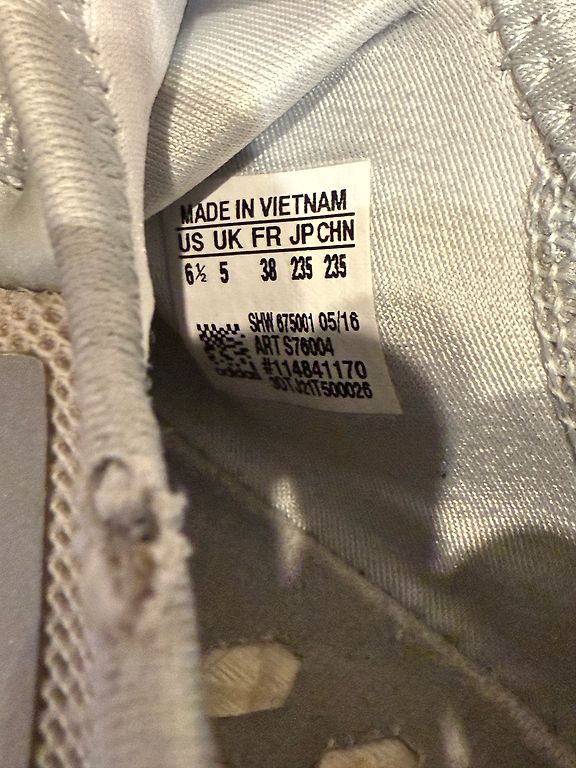 MADE IN VIETNAM
US UK FR JP CHN
6½ 5 38 235 235
SHW 675001 05/16
ART S76004
#114841170